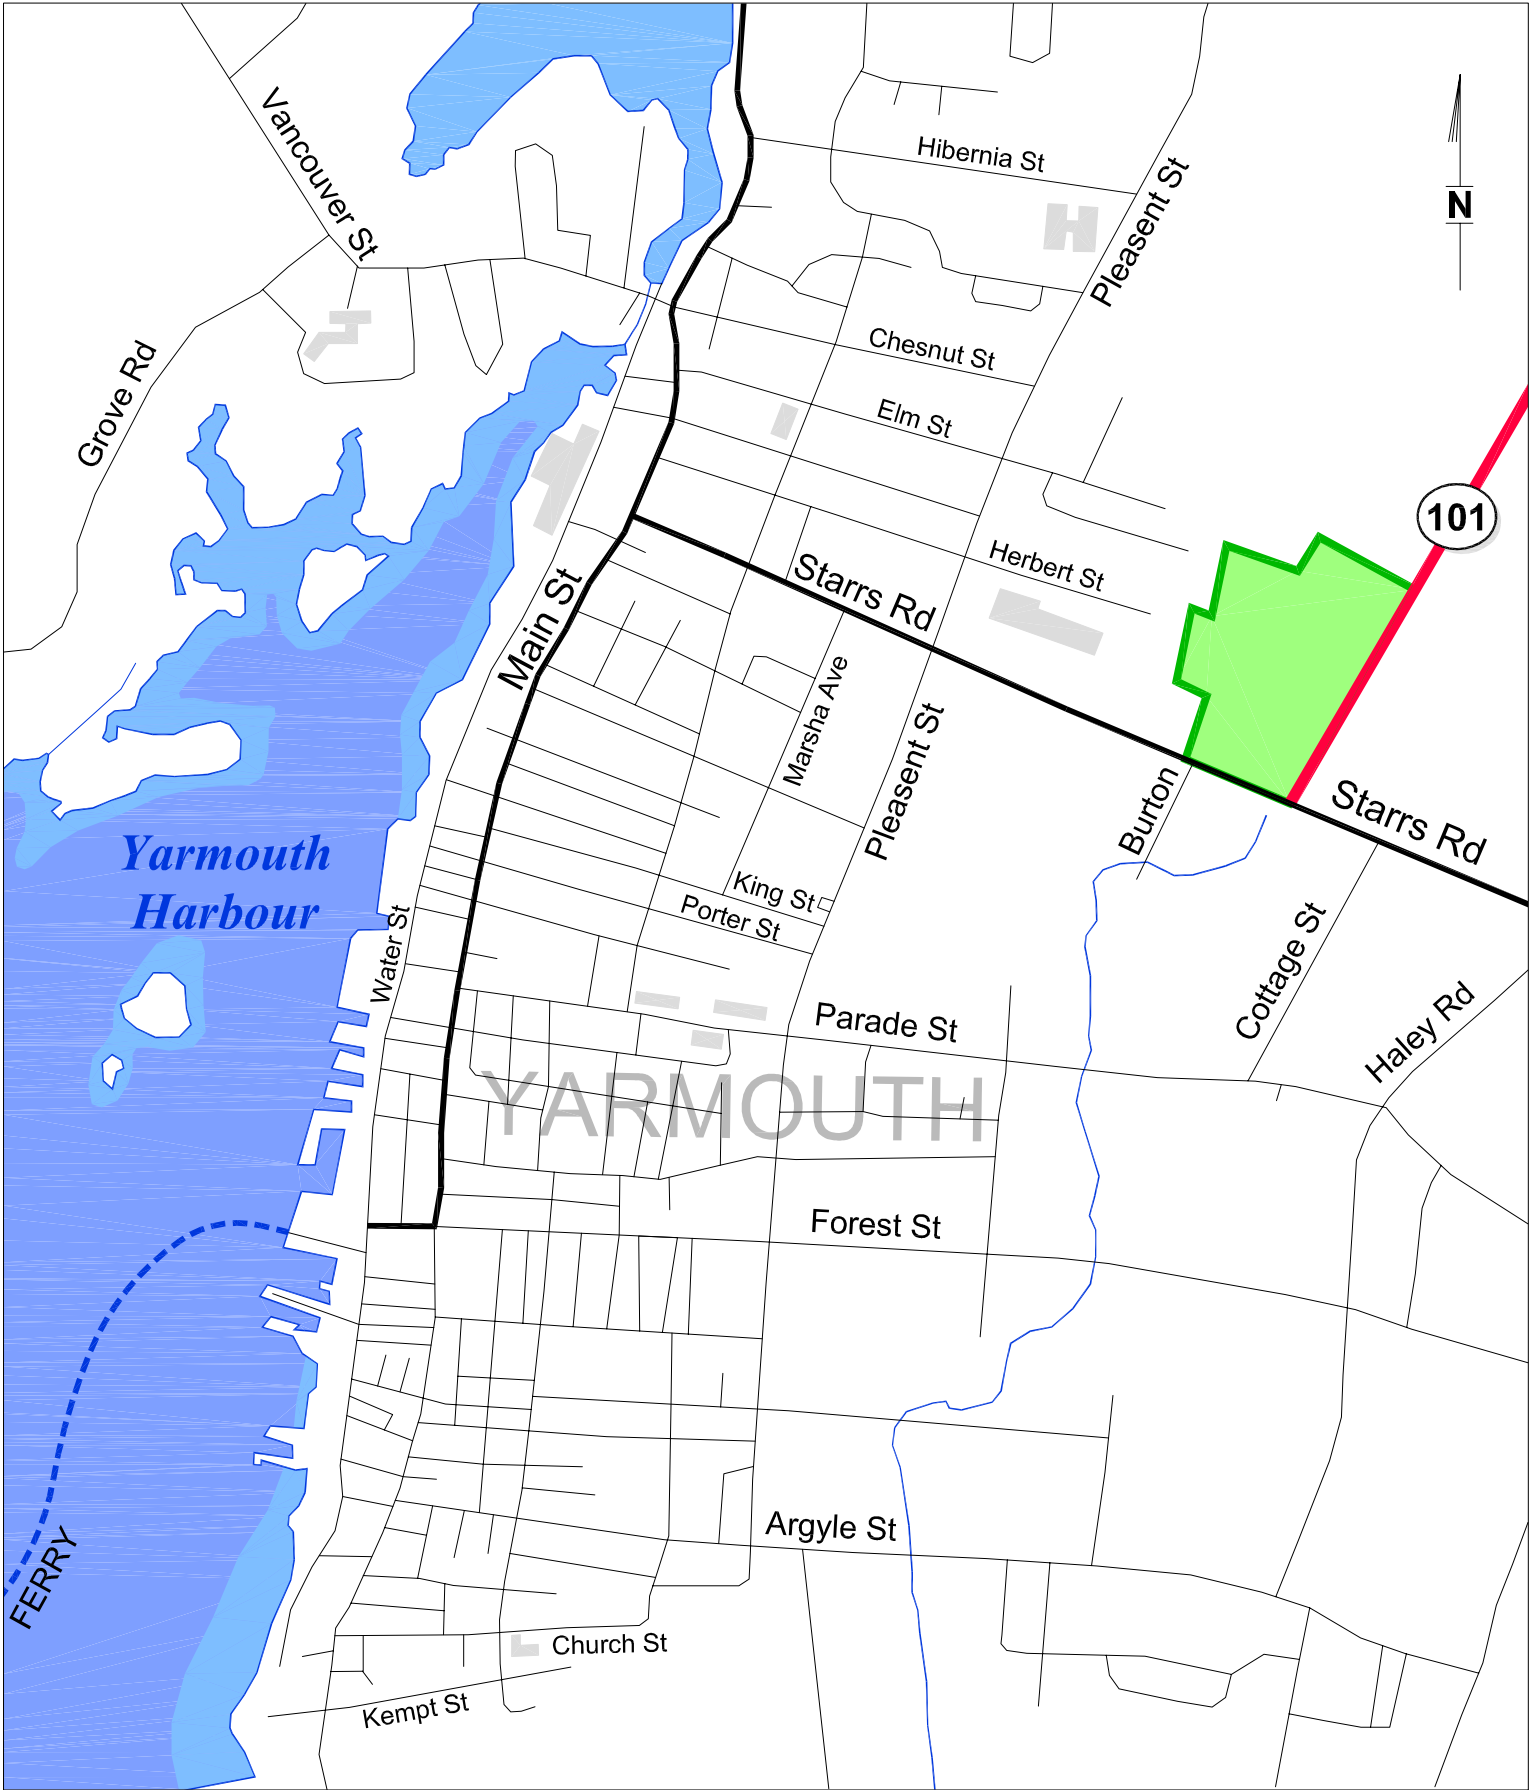 Vancouver St
Hibernia St
Pleasent St
N
Grove Rd
Chesnut St
Elm St
101
Herbert St
Starrs Rd
Main St
Marsha Ave
Pleasent St
Burton
Starrs Rd
Yarmouth
Harbour
King St
Porter St
Water St
Cottage St
Haley Rd
Parade St
YARMOUTH
Forest St
Argyle St
FERRY
Church St
Kempt St